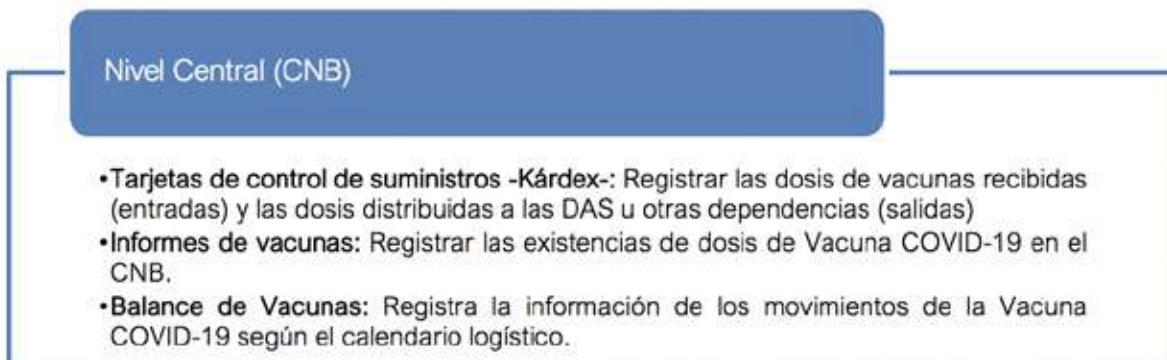 Nivel Central (CNB)
•Tarjetas de control de suministros -Kárdex-: Registrar las dosis de vacunas recibidas
(entradas) y las dosis distribuidas a las DAS u otras dependencias (salidas)
•Informes de vacunas: Registrar las existencias de dosis de Vacuna COVID-19 en el
CNB.
•Balance de Vacunas: Registra la información de los movimientos de la Vacuna
COVID-19 según el calendario logístico.